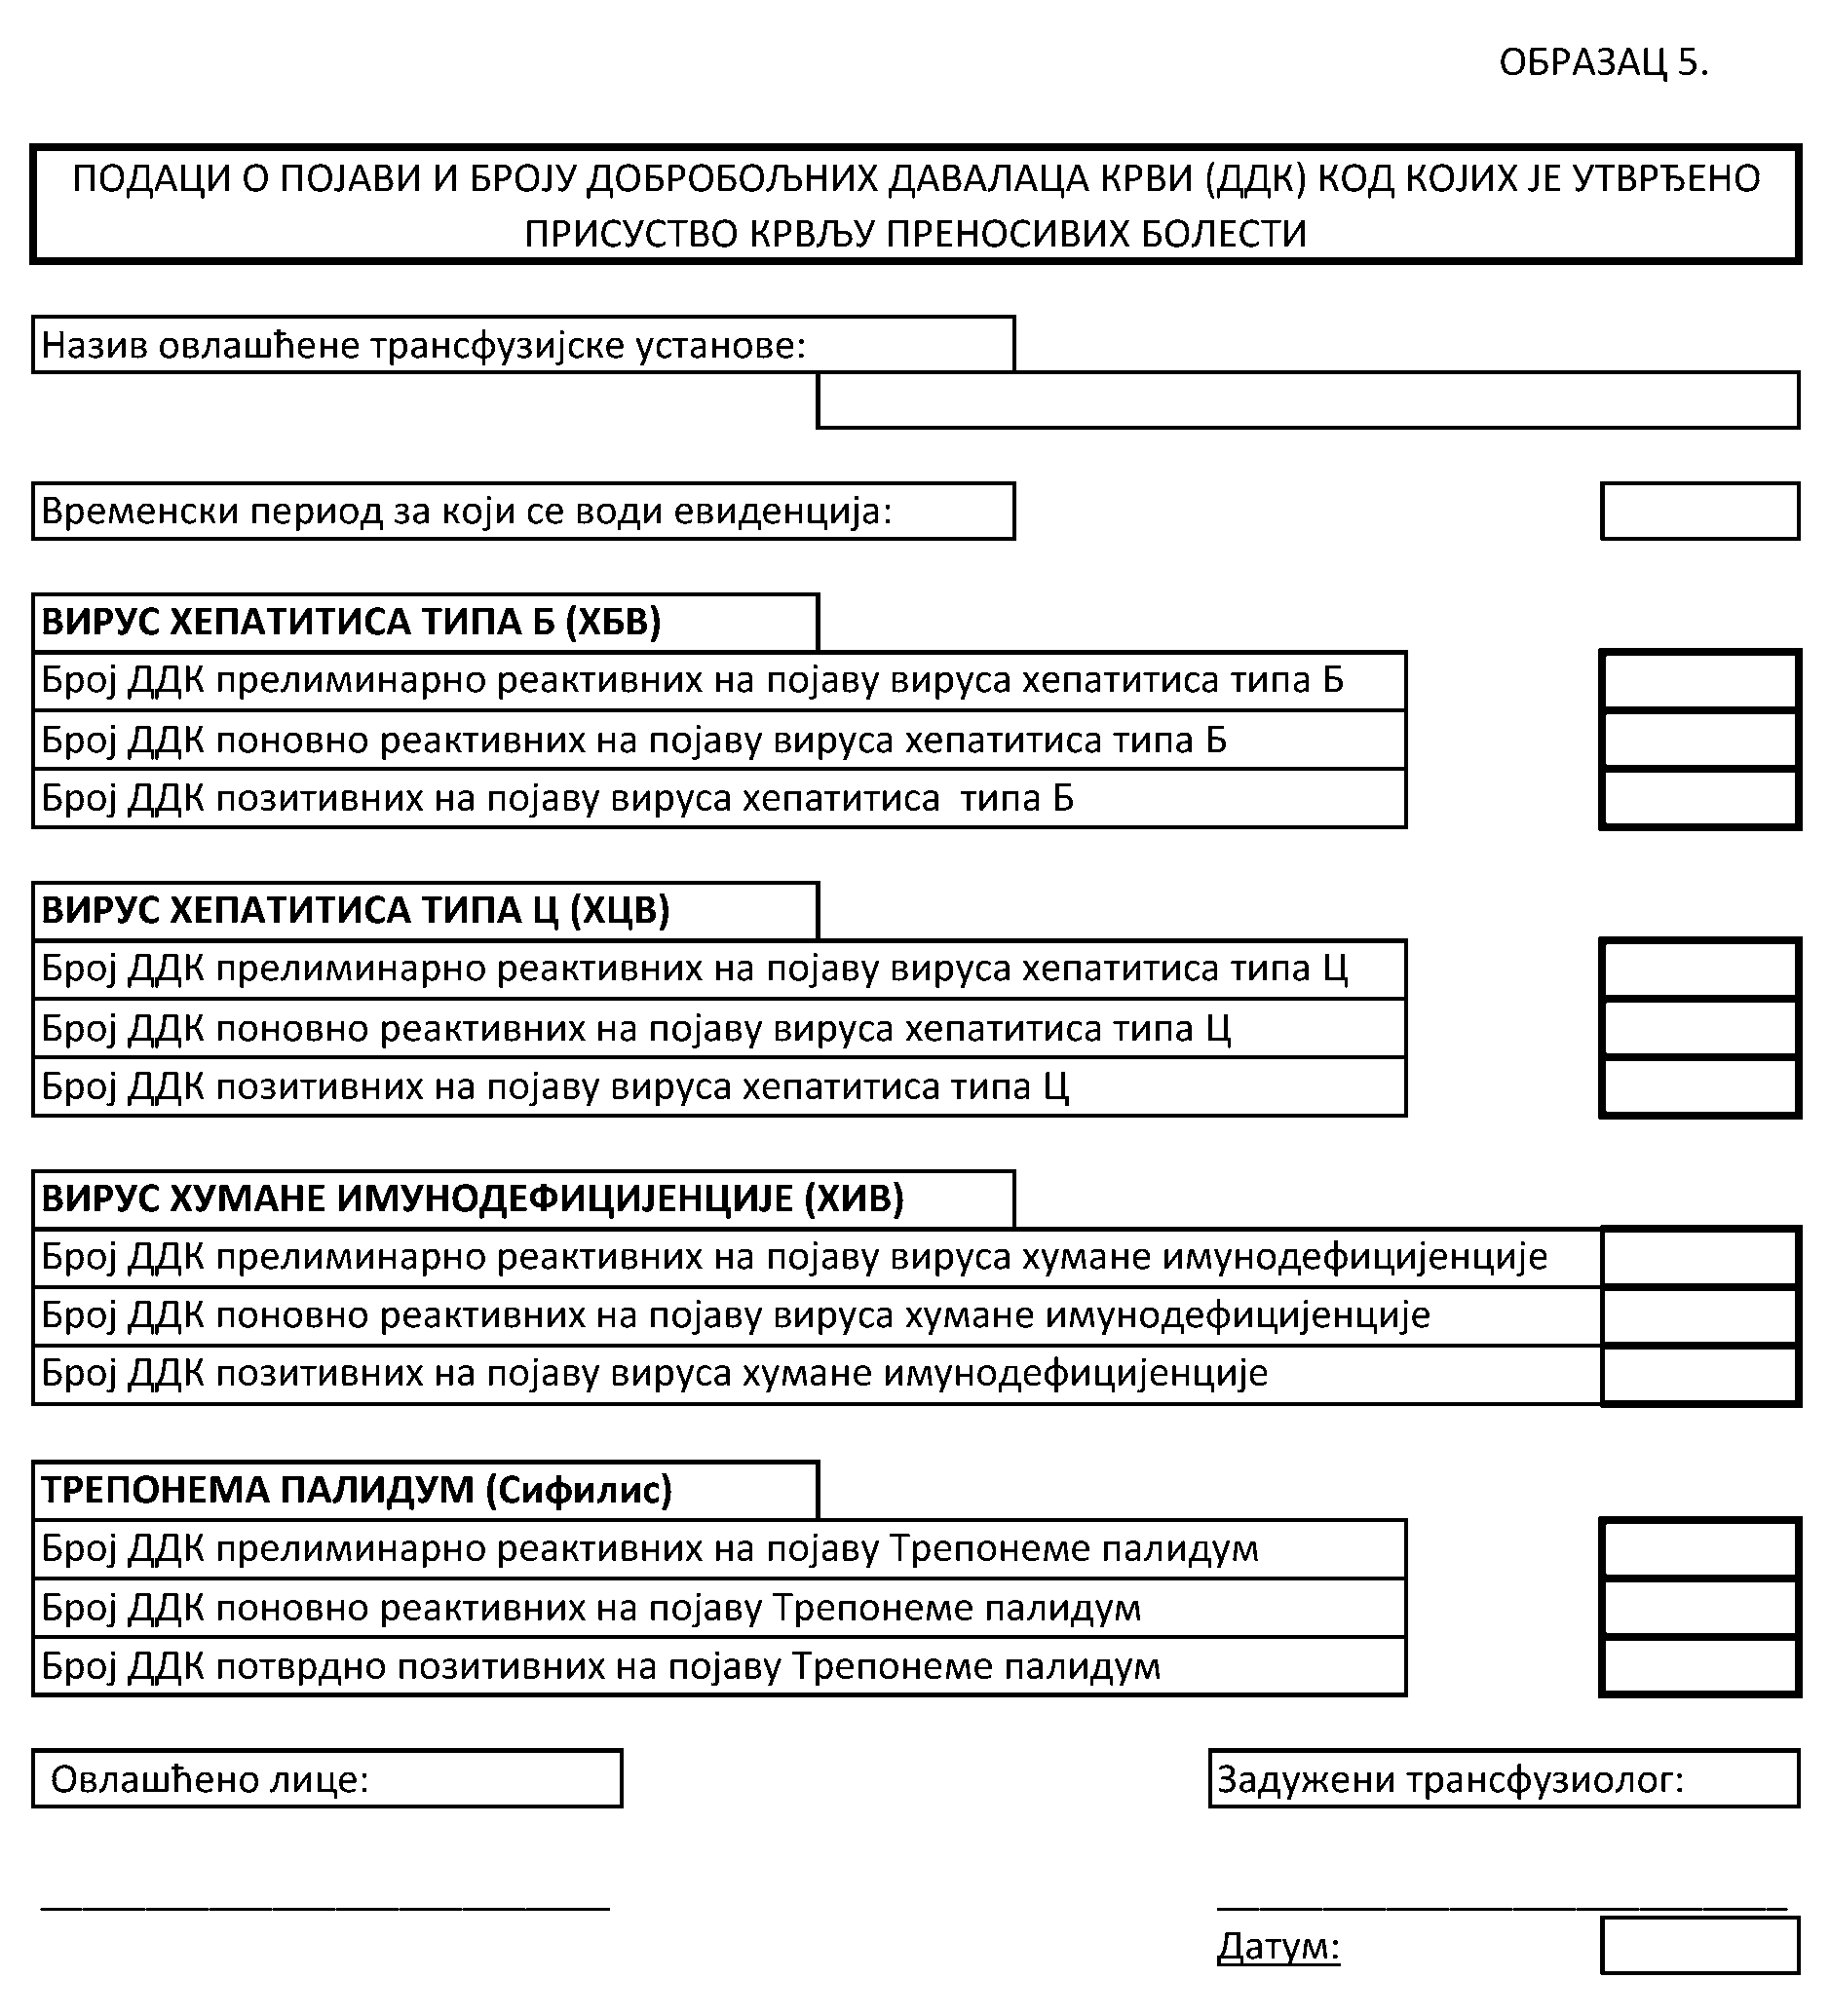 ОБРАЗАЦ 5.
ПОДАЦИ О ПОЈАВИ И БРОЈУ ДОБРОБОЉНИХ ДАВАЛАЦА КРВИ (ДДК) КОД КОЈИХ ЈЕ УТВРЂЕНО
ПРИСУСТВО КРВЉУ ПРЕНОСИВИХ БОЛЕСТИ
Назив овлашћене трансфузијске установе:
Временски период за који се води евиденција:
ВИРУС ХЕПАТИТИСА ТИПА Б (ХБВ)
Број ДДК прелиминарно реактивних на појаву вируса хепатитиса типа Б
Број ДДК поновно реактивних на појаву вируса хепатитиса типа Б
Број ДДК позитивних на појаву вируса хепатитиса  типа Б
ВИРУС ХЕПАТИТИСА ТИПА Ц (ХЦВ)
Број ДДК прелиминарно реактивних на појаву вируса хепатитиса типа Ц
Број ДДК поновно реактивних на појаву вируса хепатитиса типа Ц
Број ДДК позитивних на појаву вируса хепатитиса типа Ц
ВИРУС ХУМАНЕ ИМУНОДЕФИЦИЈЕНЦИЈЕ (ХИВ)
Број ДДК прелиминарно реактивних на појаву вируса хумане имунодефицијенције
Број ДДК поновно реактивних на појаву вируса хумане имунодефицијенције
Број ДДК позитивних на појаву вируса хумане имунодефицијенције
ТРЕПОНЕМА ПАЛИДУМ (Сифилис)
Број ДДК прелиминарно реактивних на појаву Трепонеме палидум
Број ДДК поновно реактивних на појаву Трепонеме палидум
Број ДДК потврдно позитивних на појаву Трепонеме палидум
Овлашћено лице:
Задужени трансфузиолог:
Датум: